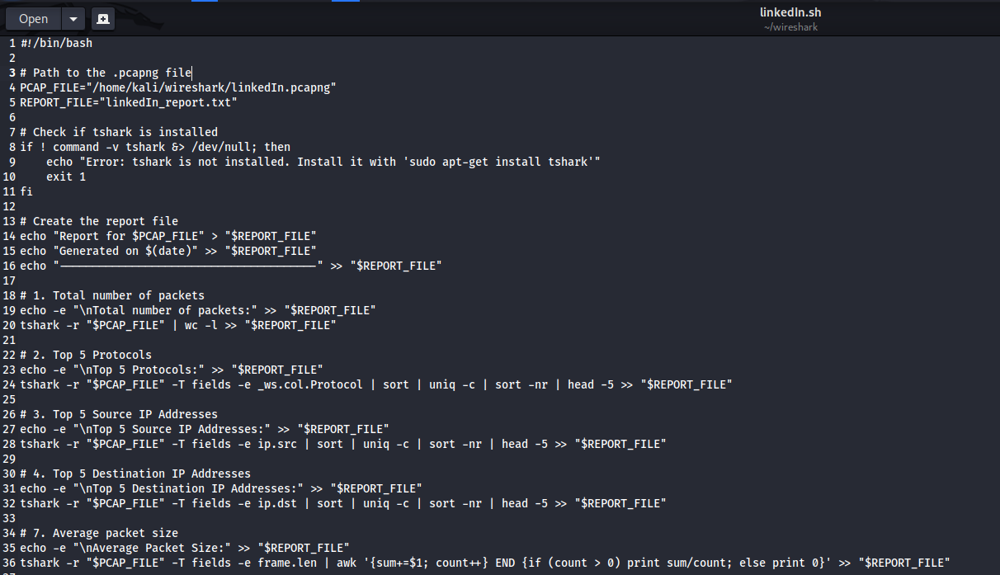 Open
linkedIn.sh
~/wireshark
1 #!/bin/bash
2
3 # Path to the .pcapng file
4 PCAP_FILE="/home/kali/wireshark/linkedIn.pcapng"
5 REPORT_FILE="linkedIn_report.txt"
6
7 # Check if tshark is installed
8 if ! command -v tshark &> /dev/null; then
9     echo "Error: tshark is not installed. Install it with 'sudo apt-get install tshark'"
10     exit 1
11 fi
12
13 # Create the report file
14 echo "Report for $PCAP_FILE" > "$REPORT_FILE"
15 echo "Generated on $(date)" >> "$REPORT_FILE"
16 echo "---------------------------------------" >> "$REPORT_FILE"
17
18 # 1. Total number of packets
19 echo -e "\nTotal number of packets:" >> "$REPORT_FILE"
20 tshark -r "$PCAP_FILE" | wc -l >> "$REPORT_FILE"
21
22 # 2. Top 5 Protocols
23 echo -e "\nTop 5 Protocols:" >> "$REPORT_FILE"
24 tshark -r "$PCAP_FILE" -T fields -e _ws.col.Protocol | sort | uniq -c | sort -nr | head -5 >> "$REPORT_FILE"
25
26 # 3. Top 5 Source IP Addresses
27 echo -e "\nTop 5 Source IP Addresses:" >> "$REPORT_FILE"
28 tshark -r "$PCAP_FILE" -T fields -e ip.src | sort | uniq -c | sort -nr | head -5 >> "$REPORT_FILE"
29
30 # 4. Top 5 Destination IP Addresses
31 echo -e "\nTop 5 Destination IP Addresses:" >> "$REPORT_FILE"
32 tshark -r "$PCAP_FILE" -T fields -e ip.dst | sort | uniq -c | sort -nr | head -5 >> "$REPORT_FILE"
33
34 # 7. Average packet size
35 echo -e "\nAverage Packet Size:" >> "$REPORT_FILE"
36 tshark -r "$PCAP_FILE" -T fields -e frame.len | awk '{sum+=$1; count++} END {if (count > 0) print sum/count; else print 0}' >> "$REPORT_FILE"